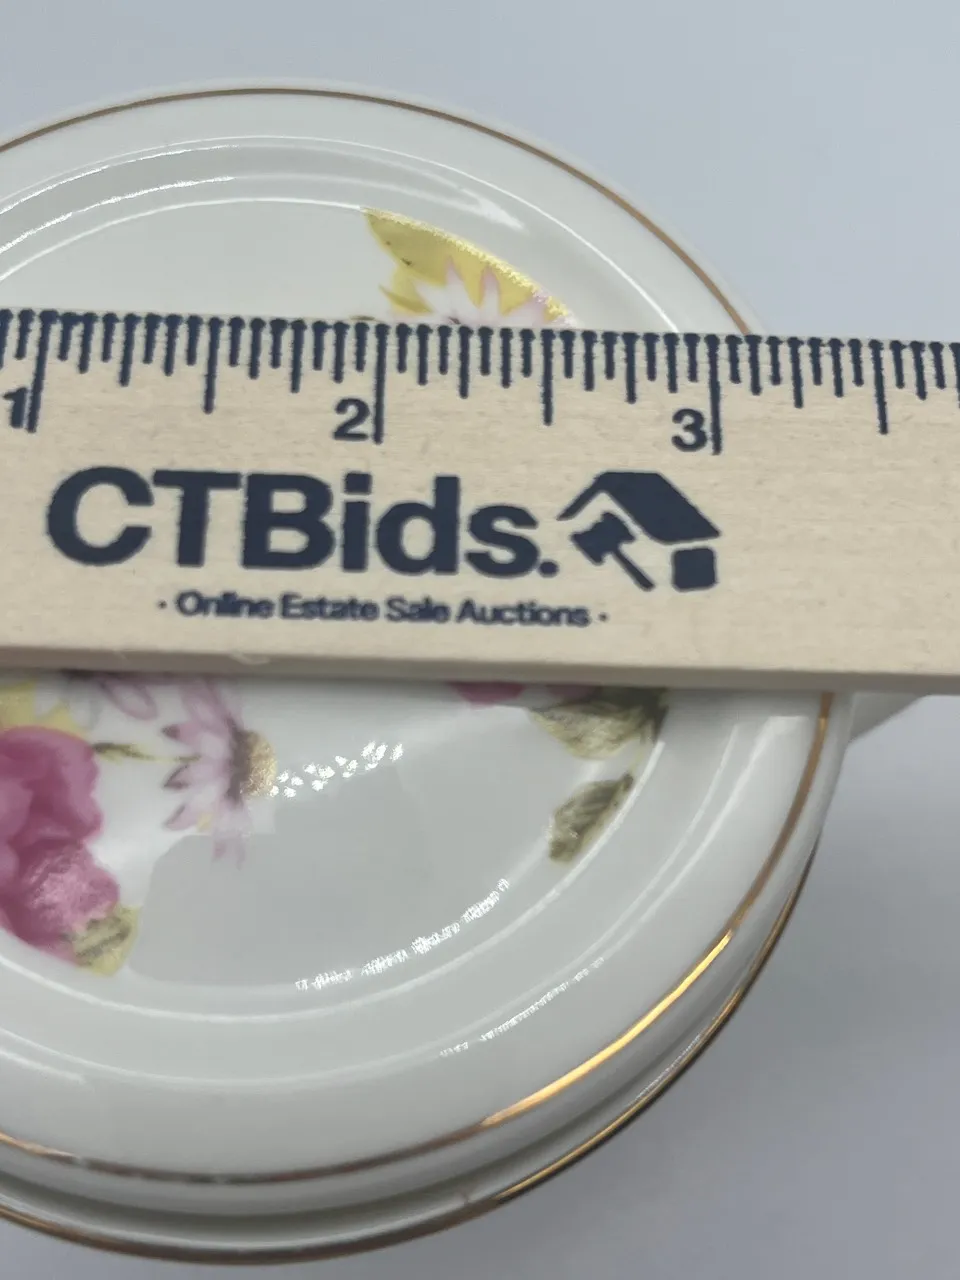 1 2 3
CTBids.
· Online Estate Sale Auctions ·